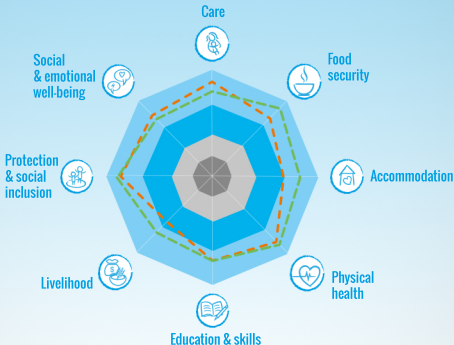 Care
Food
security
Accommodation
Physical
health
Education & skills
Livelihood
Protection
& social
inclusion
Social
& emotional
well-being